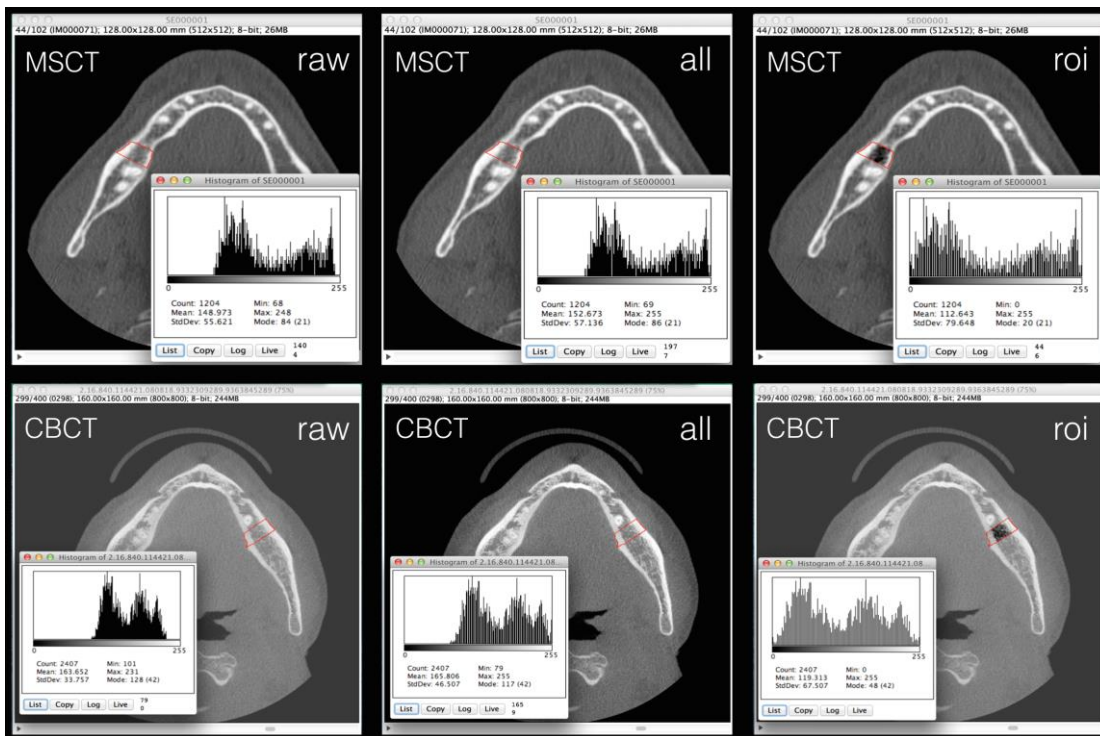 SE000001
44/102 (IM000071); 128.00x128.00 mm (512x512); 8-bit; 26MB
MSCT raw
Histogram of SE000001
0 255
Count: 1204 Min: 68
Mean: 148.973 Max: 248
StdDev: 55.621 Mode: 84 (21)
List Copy Log Live 140
4
SE000001
44/102 (IM000071); 128.00x128.00 mm (512x512); 8-bit; 26MB
MSCT all
Histogram of SE000001
0 255
Count: 1204 Min: 69
Mean: 152.673 Max: 255
StdDev: 57.136 Mode: 86 (21)
List Copy Log Live 197
7
SE000001
44/102 (IM000071); 128.00x128.00 mm (512x512); 8-bit; 26MB
MSCT roi
Histogram of SE000001
0 255
Count: 1204 Min: 0
Mean: 112.643 Max: 255
StdDev: 79.648 Mode: 20 (21)
List Copy Log Live 44
6
2.16.840.114421.080818.9332309289.9363845289 (75%)
299/400 (0298); 160.00x160.00 mm (800x800); 8-bit; 244MB
CBCT raw
Histogram of 2.16.840.114421.08...
0 255
Count: 2407 Min: 101
Mean: 163.652 Max: 231
StdDev: 33.757 Mode: 128 (42)
List Copy Log Live 79
0
2.16.840.114421.080818.9332309289.9363845289 (75%)
299/400 (0298); 160.00x160.00 mm (800x800); 8-bit; 244MB
CBCT all
Histogram of 2.16.840.114421.08...
0 255
Count: 2407 Min: 79
Mean: 165.806 Max: 255
StdDev: 46.507 Mode: 117 (42)
List Copy Log Live 165
9
2.16.840.114421.080818.9332309289.9363845289 (75%)
299/400 (0298); 160.00x160.00 mm (800x800); 8-bit; 244MB
CBCT roi
Histogram of 2.16.840.114421.08...
0 255
Count: 2407 Min: 0
Mean: 119.313 Max: 255
StdDev: 67.507 Mode: 48 (42)
List Copy Log Live